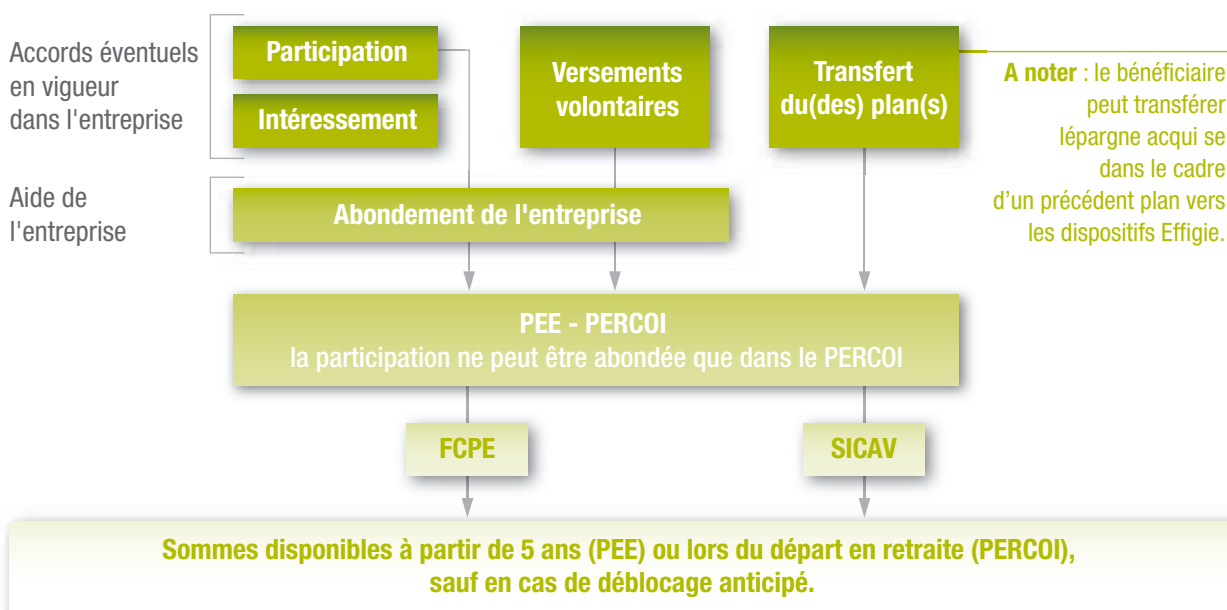 Accords éventuels
en vigueur
dans l'entreprise
Participation
Intéressement
Versements
volontaires
Transfert
du(des) plan(s)
A noter : le bénéficiaire
peut transférer
lépargne acqui se
dans le cadre
d'un précédent plan vers
les dispositifs Effigie.
Aide de
l'entreprise
Abondement de l'entreprise
PEE - PERCOI
la participation ne peut être abondée que dans le PERCOI
FCPE
SICAV
Sommes disponibles à partir de 5 ans (PEE) ou lors du départ en retraite (PERCOI),
sauf en cas de déblocage anticipé.